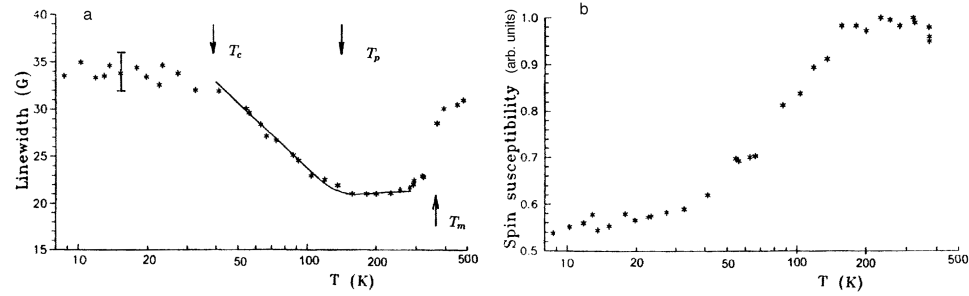 a
40
35
30
25
20
15
Linewidth (G)
T_c
T_p
T_m
10
20
50
100
200
500
T (K)
b
1.0
0.9
0.8
0.7
0.6
0.5
Spin susceptibility (arb. units)
10
20
50
100
200
500
T (K)